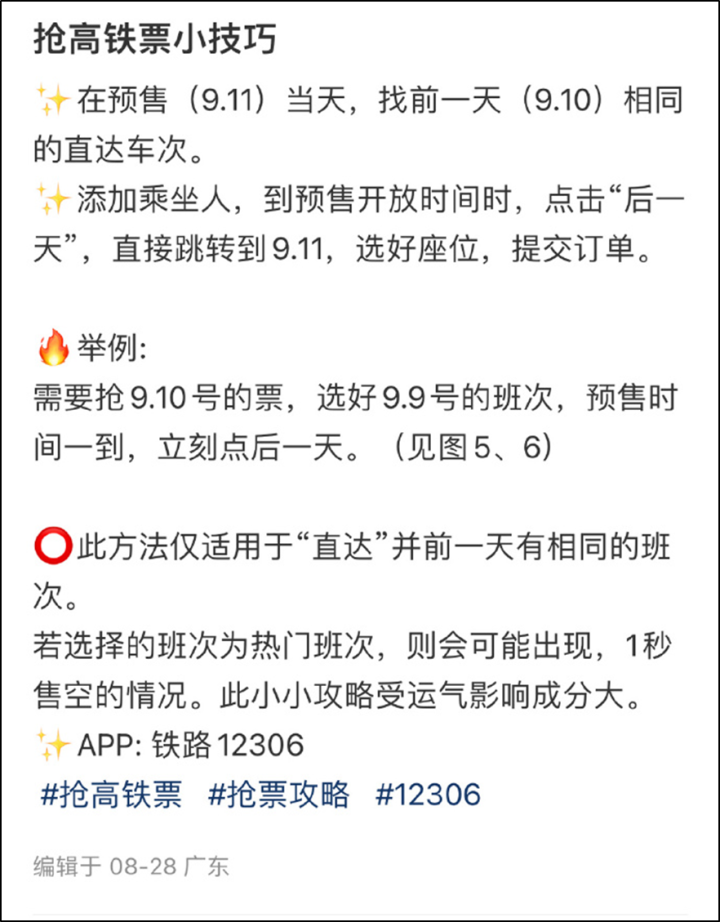 抢高铁票小技巧
✨在预售（9.11）当天，找前一天（9.10）相同
的直达车次。
✨添加乘坐人，到预售开放时间时，点击“后一
天”，直接跳转到9.11，选好座位，提交订单。
🔥举例:
需要抢9.10号的票，选好9.9号的班次，预售时
间一到，立刻点后一天。（见图5、6）
⭕此方法仅适用于“直达”并前一天有相同的班
次。
若选择的班次为热门班次，则会可能出现，1秒
售空的情况。此小小攻略受运气影响成分大。
✨APP: 铁路12306
#抢高铁票 #抢票攻略 #12306
编辑于 08-28 广东